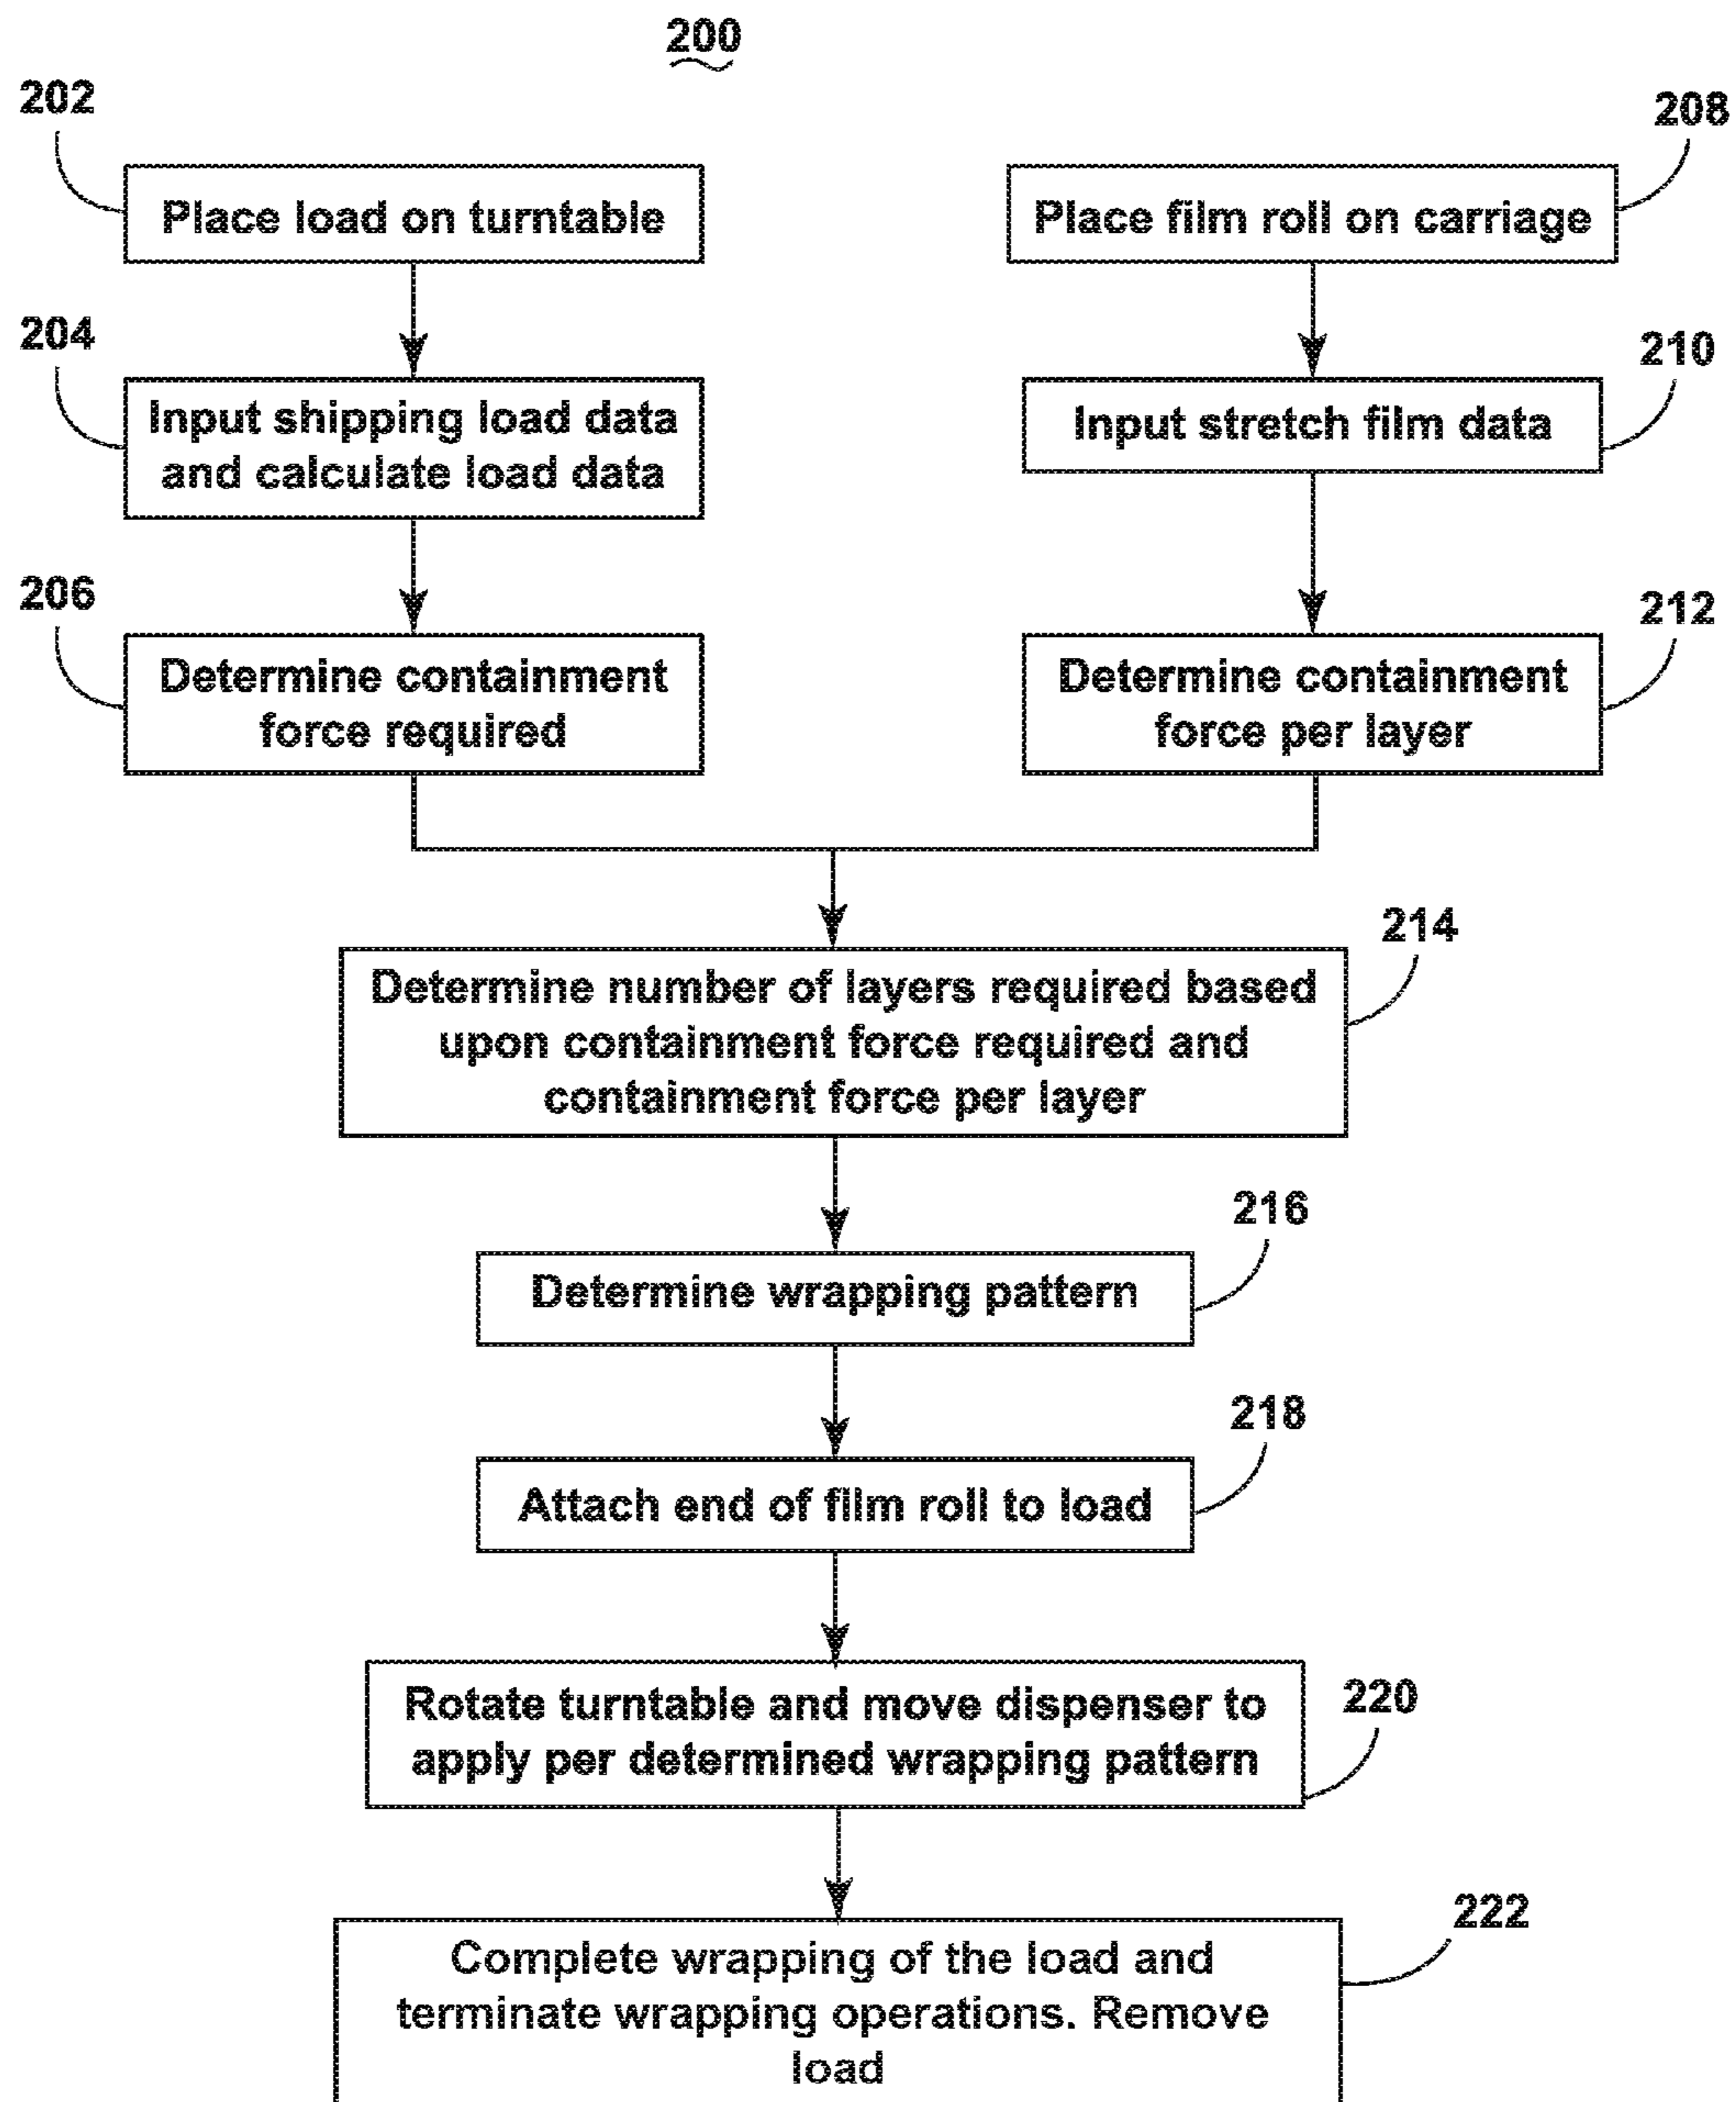 200
202
Place load on turntable
208
Place film roll on carriage
204
Input shipping load data
and calculate load data
210
Input stretch film data
206
Determine containment
force required
212
Determine containment
force per layer
214
Determine number of layers required based
upon containment force required and
containment force per layer
216
Determine wrapping pattern
218
Attach end of film roll to load
220
Rotate turntable and move dispenser to
apply per determined wrapping pattern
222
Complete wrapping of the load and
terminate wrapping operations. Remove
load